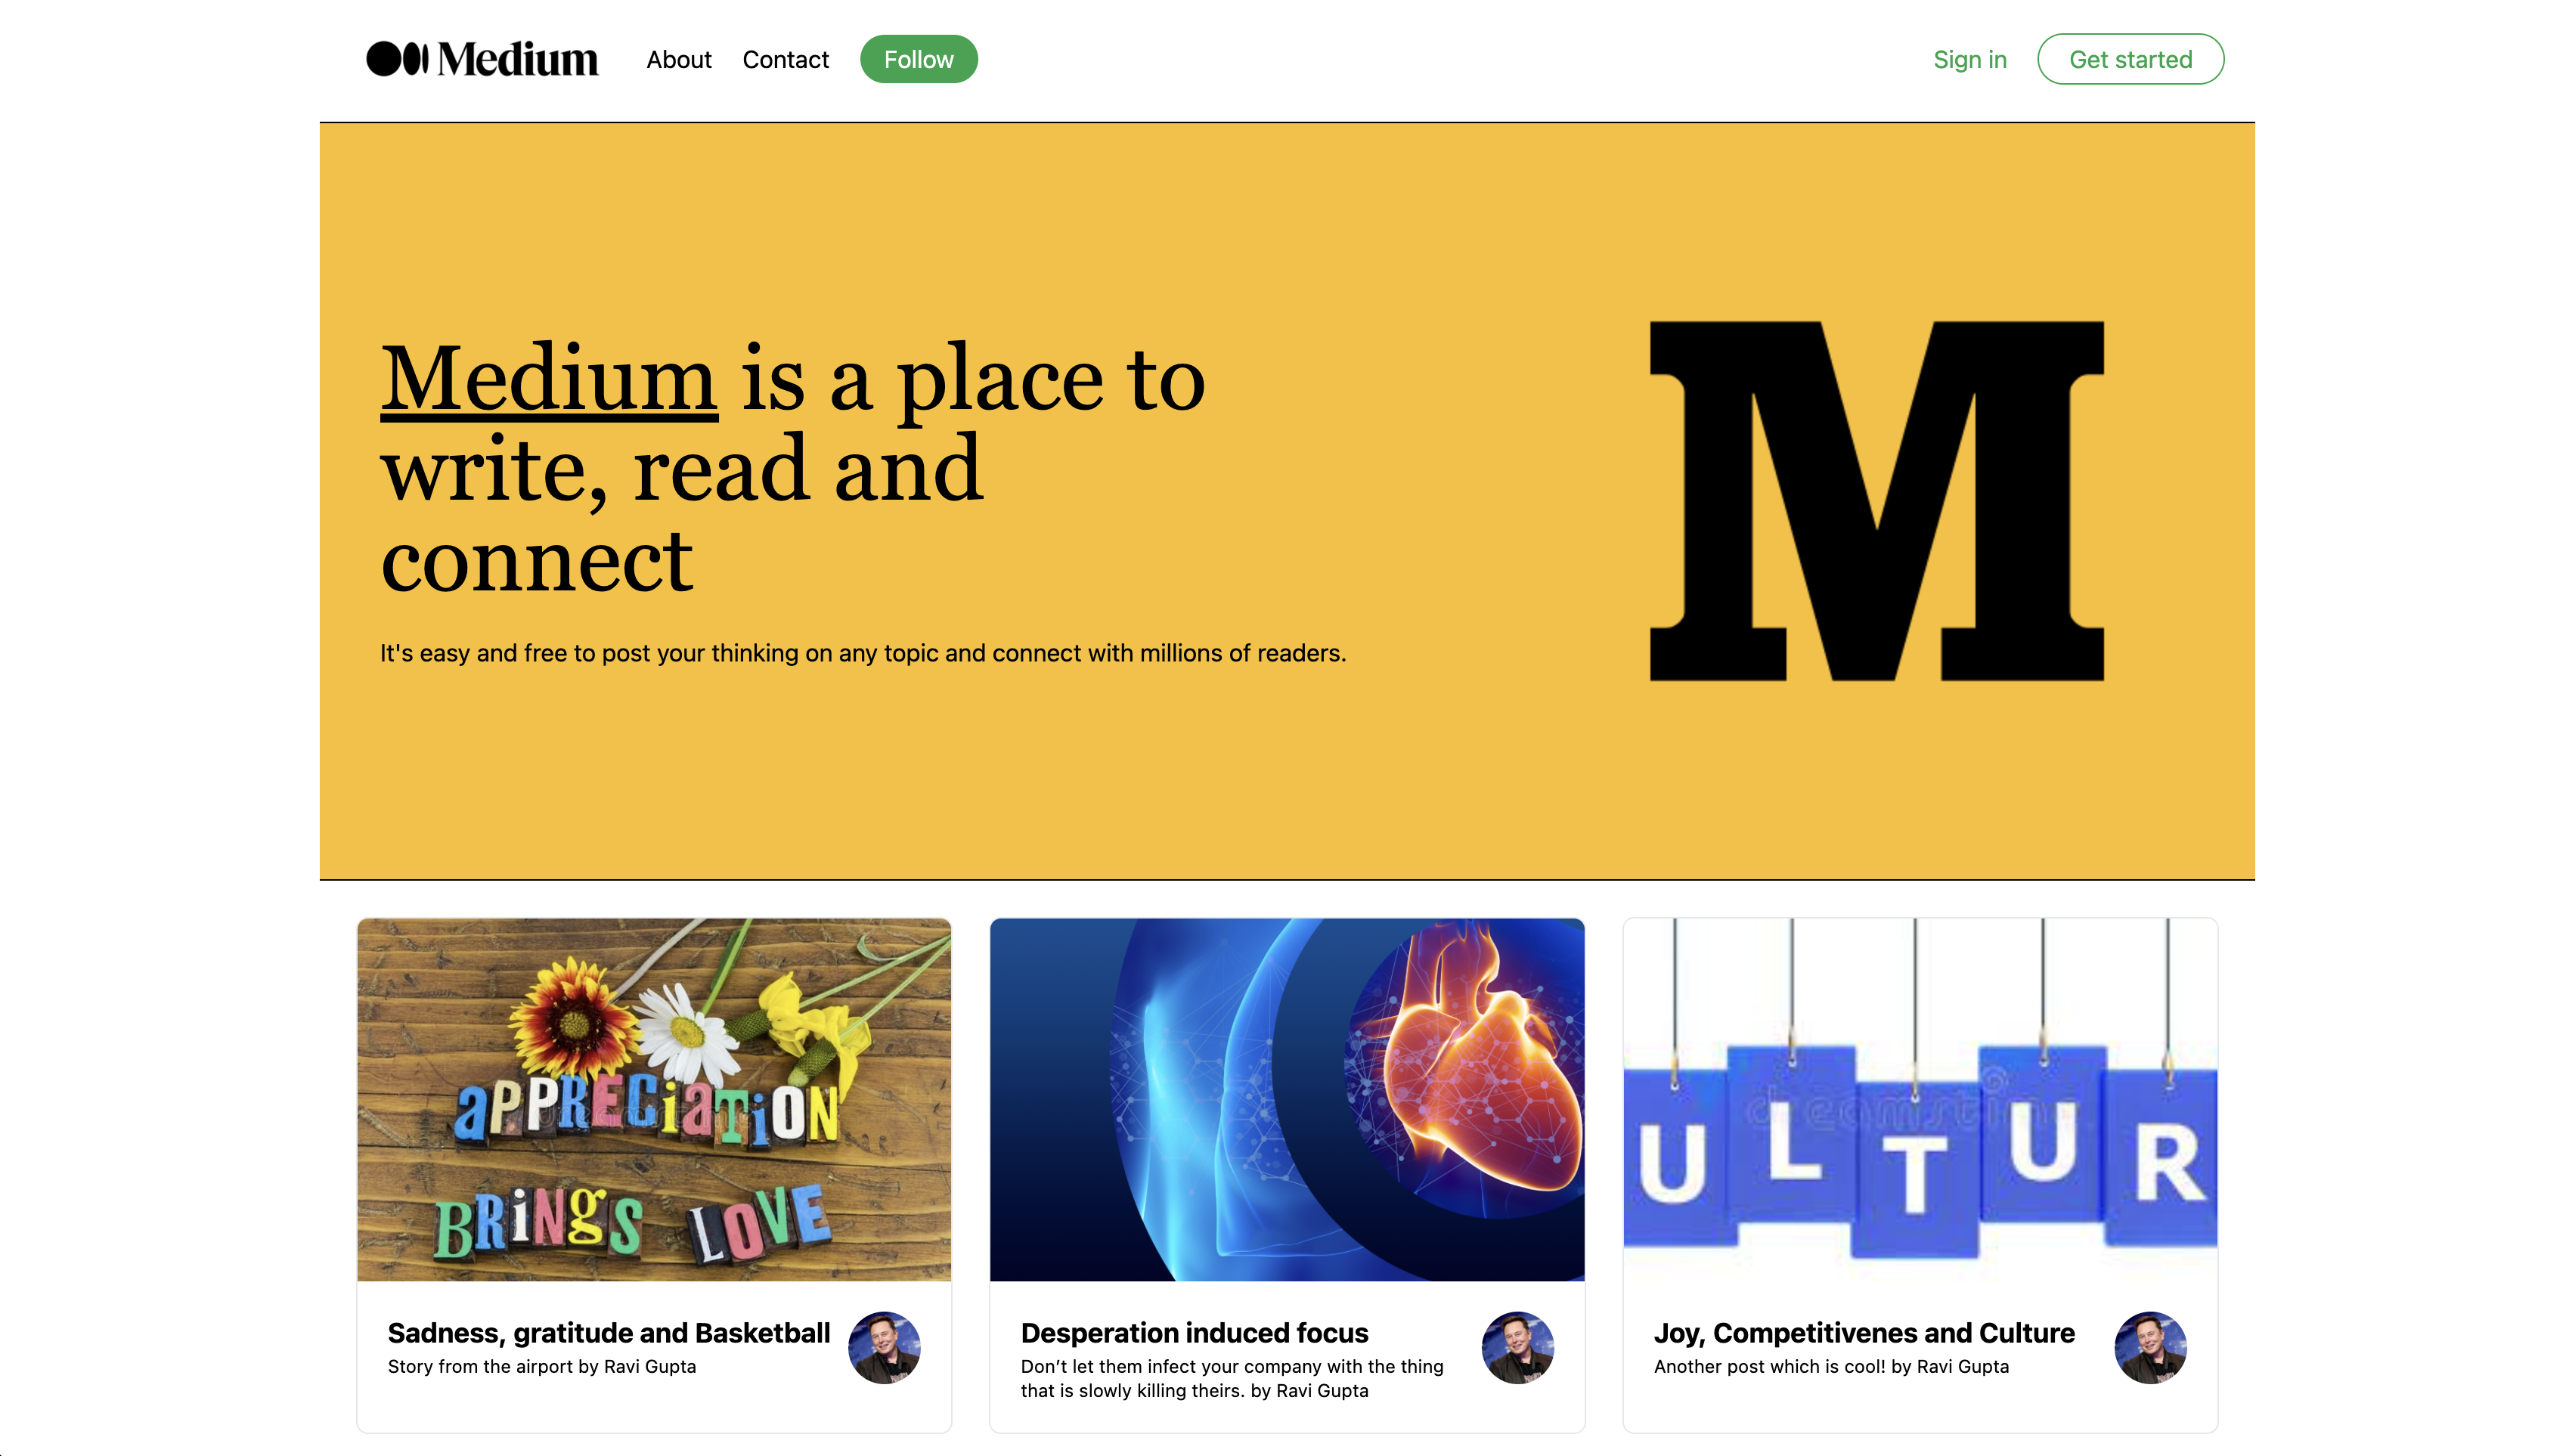 Medium
About
Contact
Follow
Sign in
Get started
Medium is a place to
write, read and
connect
It's easy and free to post your thinking on any topic and connect with millions of readers.
M
APPRECIATION
BRINGS LOVE
ULTUR
dreamstime
Sadness, gratitude and Basketball
Story from the airport by Ravi Gupta
Desperation induced focus
Don’t let them infect your company with the thing
that is slowly killing theirs. by Ravi Gupta
Joy, Competitivenes and Culture
Another post which is cool! by Ravi Gupta